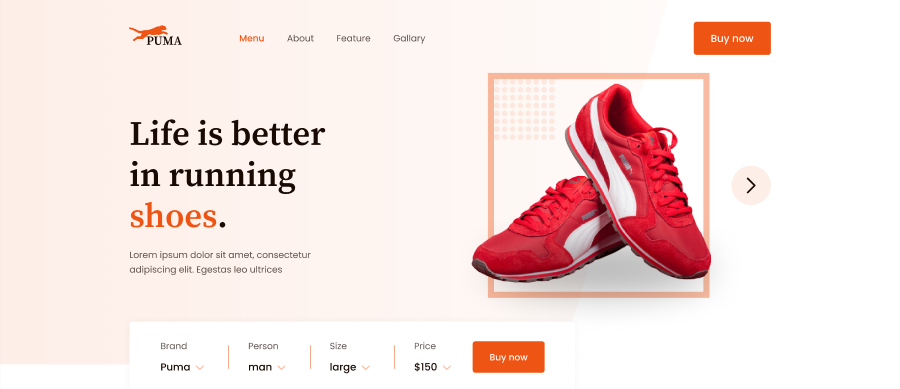 PUMA
Menu About Feature Gallary
Buy now
Life is better
in running
shoes.
Lorem ipsum dolor sit amet, consectetur
adipiscing elit. Egestas leo ultrices
Brand Person Size Price
Puma man large $150
Buy now